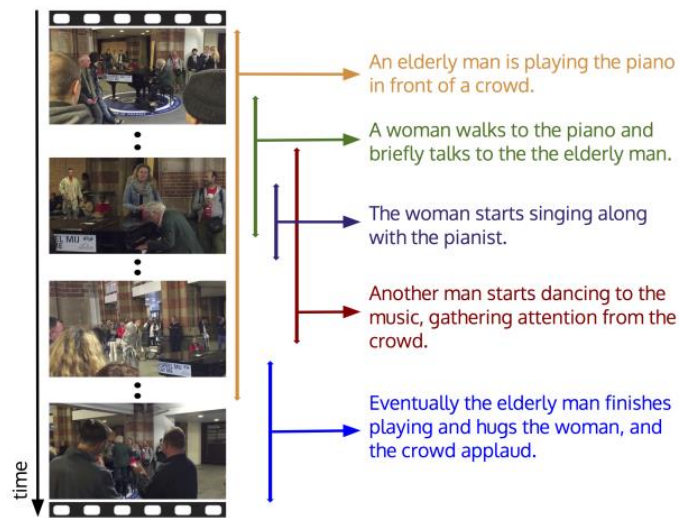 An elderly man is playing the piano
in front of a crowd.
A woman walks to the piano and
briefly talks to the the elderly man.
EL MIJ
The woman starts singing along
with the pianist.
Another man starts dancing to the
music, gathering attention from the
crowd.
Eventually the elderly man finishes
playing and hugs the woman, and
the crowd applaud.
time